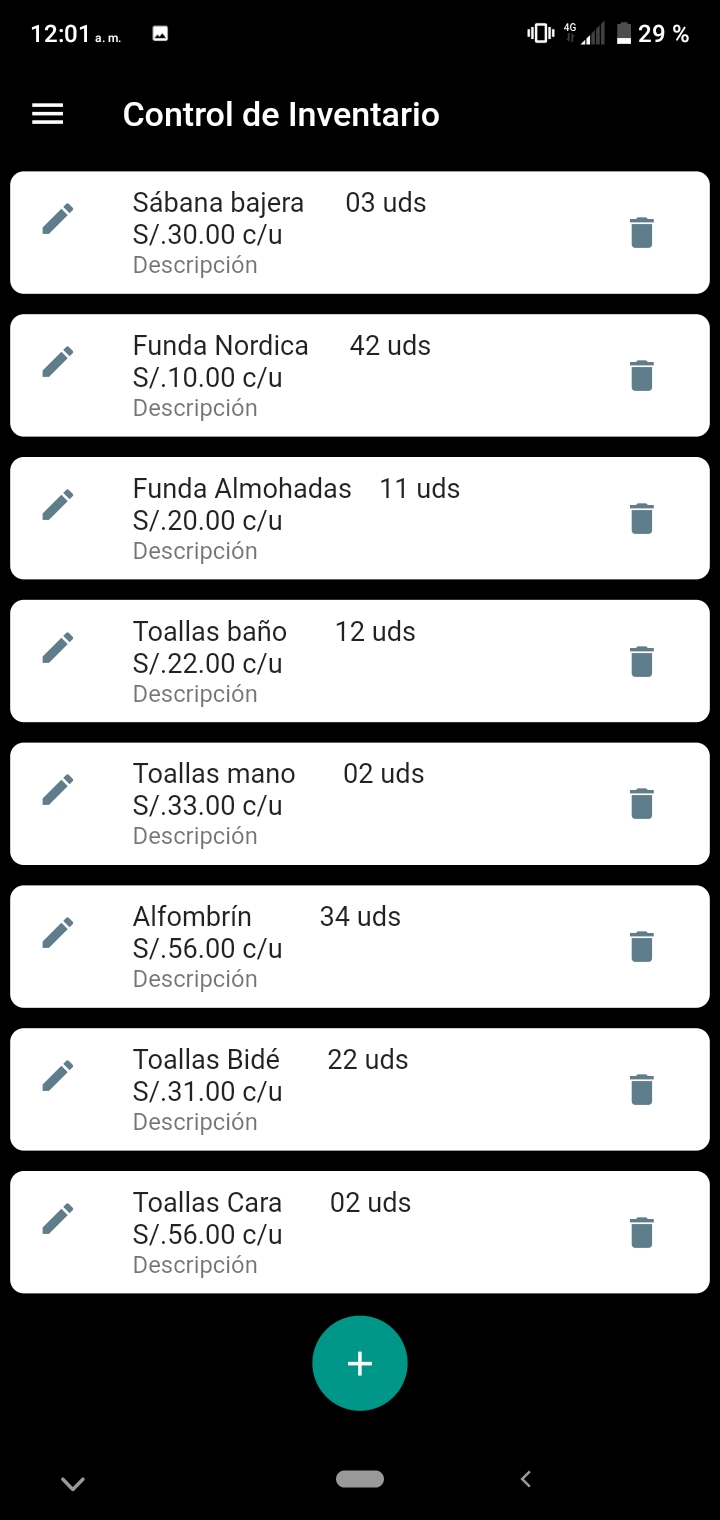 12:01 a. m. 4G 29 %
Control de Inventario
Sábana bajera 03 uds
S/.30.00 c/u
Descripción
Funda Nordica 42 uds
S/.10.00 c/u
Descripción
Funda Almohadas 11 uds
S/.20.00 c/u
Descripción
Toallas baño 12 uds
S/.22.00 c/u
Descripción
Toallas mano 02 uds
S/.33.00 c/u
Descripción
Alfombrín 34 uds
S/.56.00 c/u
Descripción
Toallas Bidé 22 uds
S/.31.00 c/u
Descripción
Toallas Cara 02 uds
S/.56.00 c/u
Descripción
+